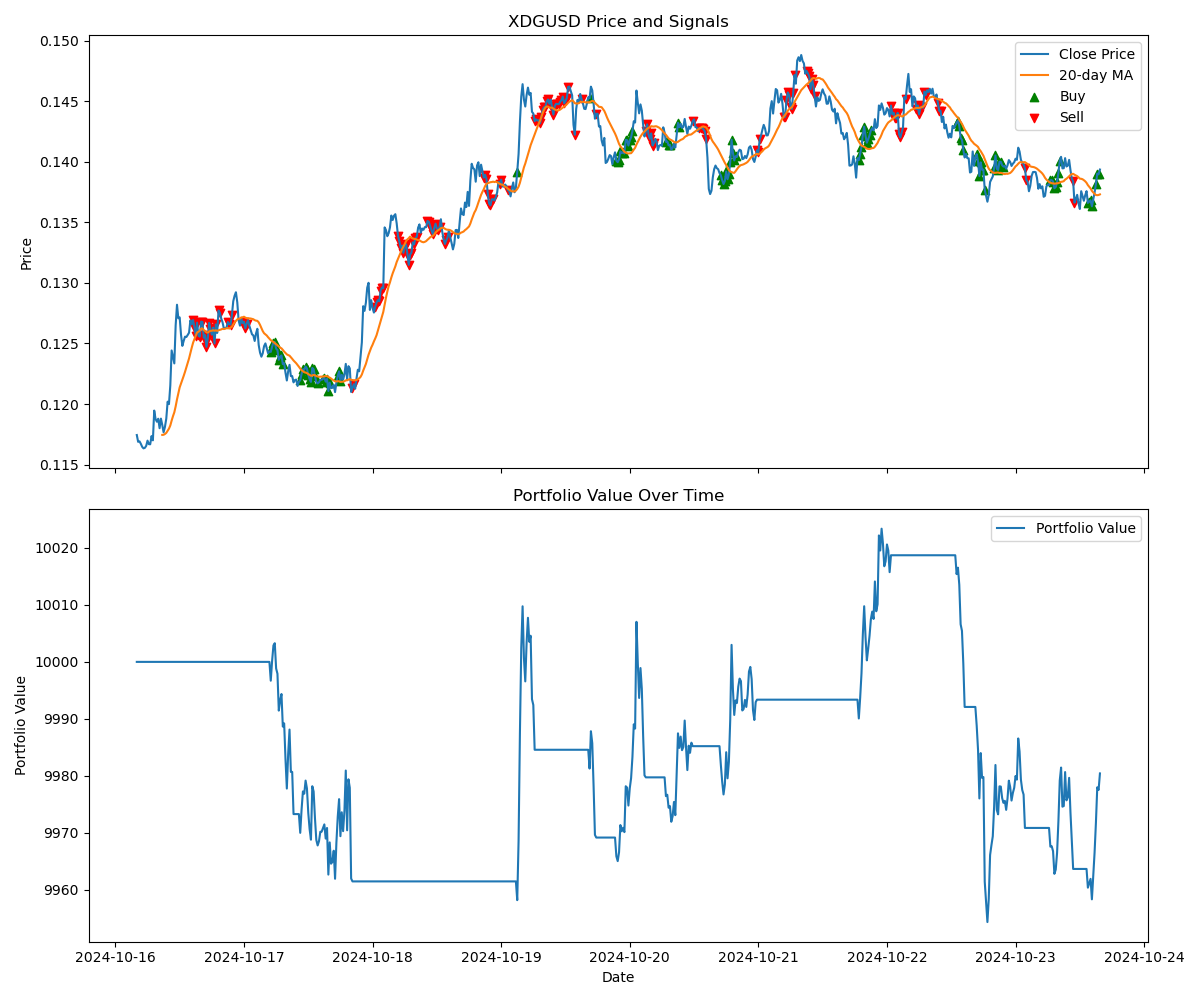 XDGUSD Price and Signals
0.150
0.145
0.140
0.135
0.130
0.125
0.120
0.115
Price
Close Price
20-day MA
Buy
Sell
Portfolio Value Over Time
10020
10010
10000
9990
9980
9970
9960
Portfolio Value
Portfolio Value
2024-10-16 2024-10-17 2024-10-18 2024-10-19 2024-10-20 2024-10-21 2024-10-22 2024-10-23 2024-10-24
Date